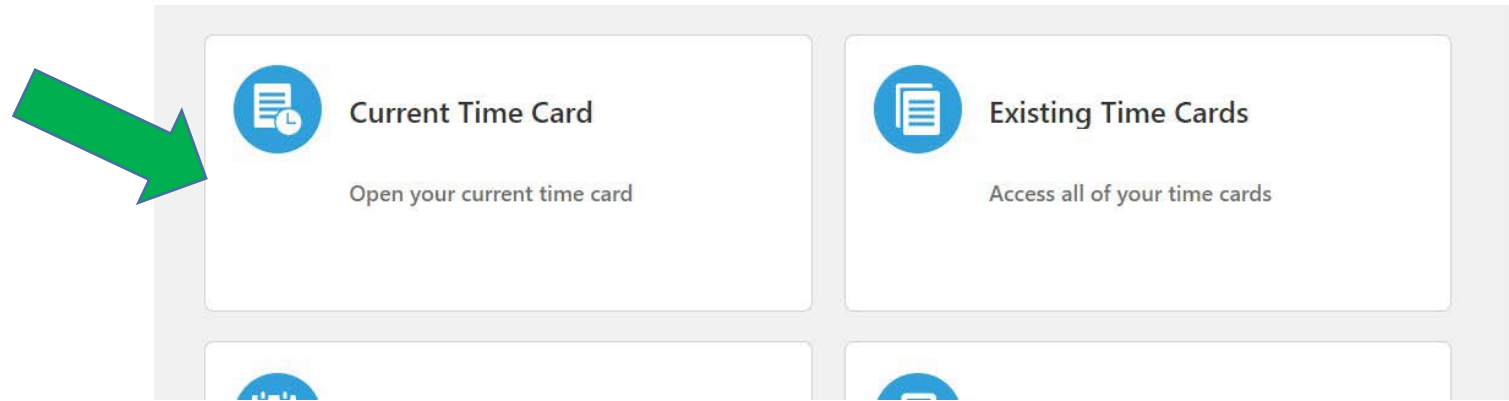 Current Time Card
Open your current time card
Existing Time Cards
Access all of your time cards